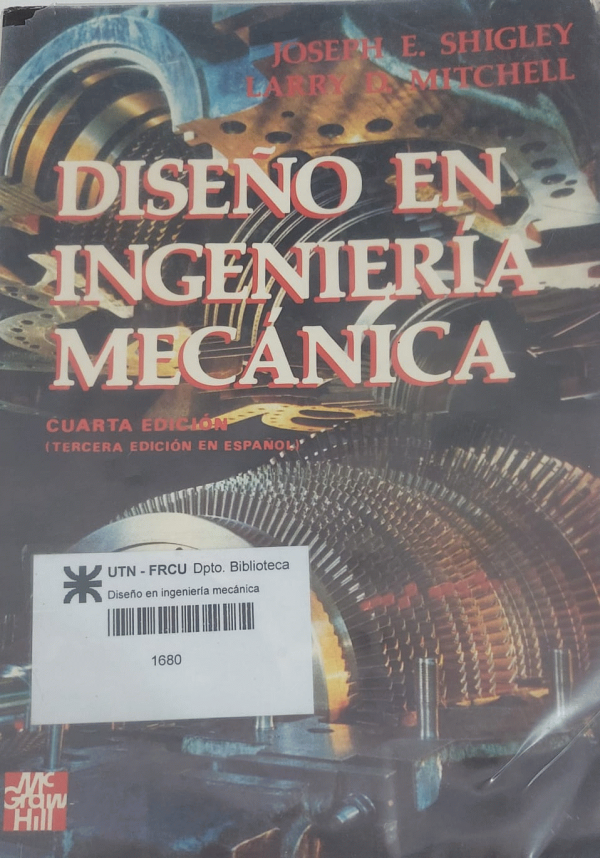 JOSEPH E. SHIGLEY
LARRY D. MITCHELL
DISEÑO EN
INGENIERÍA
MECÁNICA
CUARTA EDICIÓN
(TERCERA EDICIÓN EN ESPAÑOL)
UTN - FRCU Dpto. Biblioteca
Diseño en ingeniería mecánica
1680
Mc
Graw
Hill